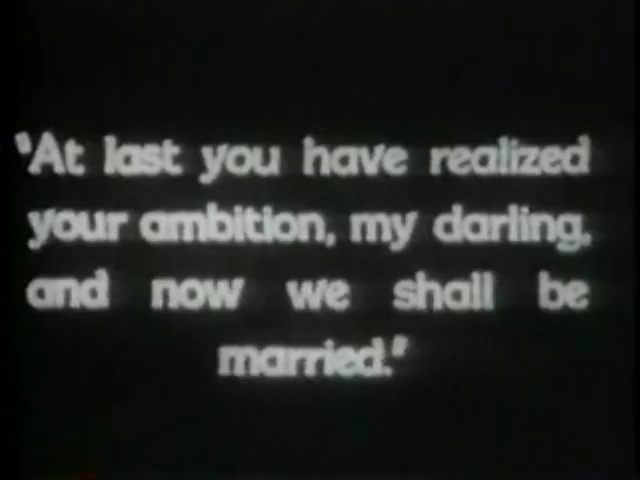 "At last you have realized
your ambition, my darling,
and now we shall be
married."